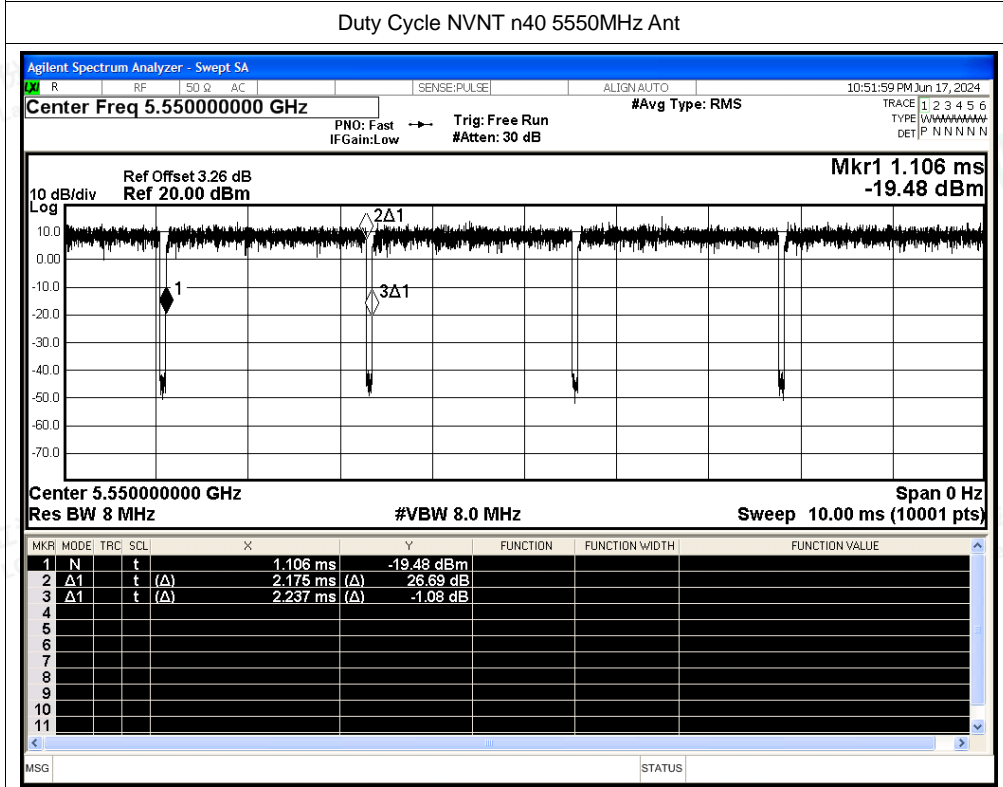 Duty Cycle NVNT n40 5550MHz Ant
Agilent Spectrum Analyzer - Swept SA
LXI R RF 50 Ω AC SENSE:PULSE ALIGN AUTO 10:51:59 PM Jun 17, 2024
Center Freq 5.550000000 GHz #Avg Type: RMS TRACE 1 2 3 4 5 6
PNO: Fast Trig: Free Run TYPE W
IFGain:Low #Atten: 30 dB DET P N N N N N
Mkr1 1.106 ms
Ref Offset 3.26 dB
10 dB/div Ref 20.00 dBm -19.48 dBm
Log
2Δ1
10.0
0.00
-10.0
1
3Δ1
-20.0
-30.0
-40.0
-50.0
-60.0
-70.0
Center 5.550000000 GHz Span 0 Hz
Res BW 8 MHz #VBW 8.0 MHz Sweep 10.00 ms (10001 pts)
MKR MODE TRC SCL X Y FUNCTION FUNCTION WIDTH FUNCTION VALUE
1 N t 1.106 ms -19.48 dBm
2 Δ1 t (Δ) 2.175 ms (Δ) 26.69 dB
3 Δ1 t (Δ) 2.237 ms (Δ) -1.08 dB
4
5
6
7
8
9
10
11
MSG STATUS